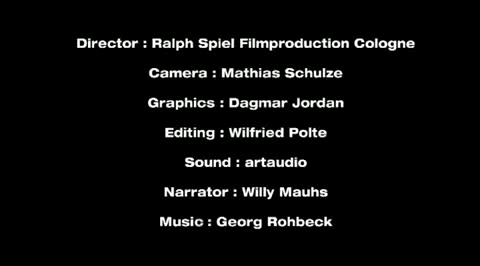 Director : Ralph Spiel Filmproduction Cologne
Camera : Mathias Schulze
Graphics : Dagmar Jordan
Editing : Wilfried Polte
Sound : artaudio
Narrator : Willy Mauhs
Music : Georg Rohbeck